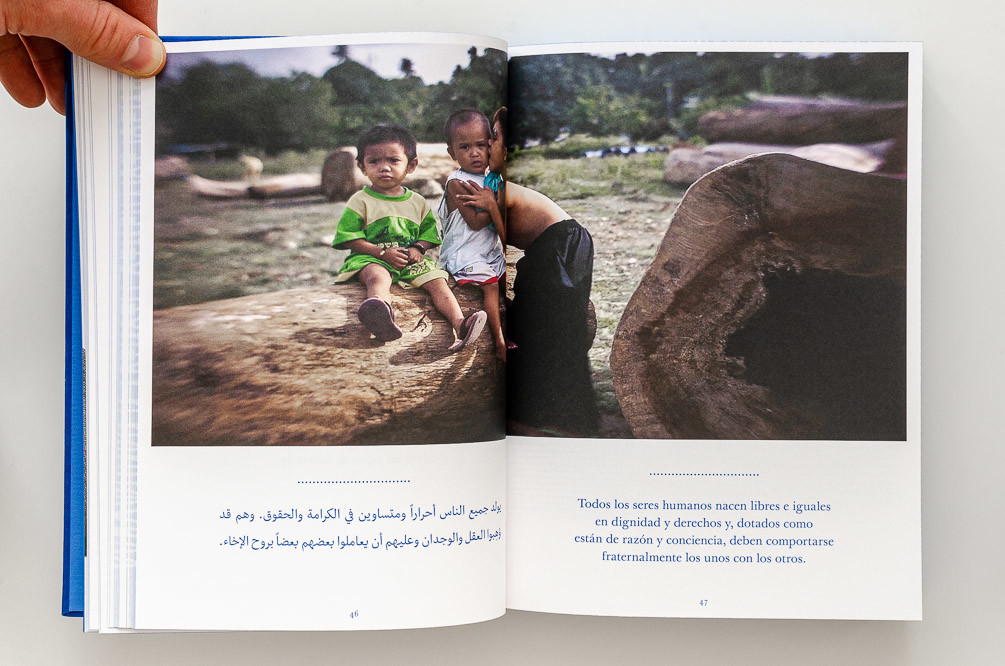 يولد جميع الناس أحراراً ومتساوين في الكرامة والحقوق. وهم قد
وُهبوا العقل والوجدان وعليهم أن يعاملوا بعضهم بعضاً بروح الإخاء.
46
Todos los seres humanos nacen libres e iguales
en dignidad y derechos y, dotados como
están de razón y conciencia, deben comportarse
fraternalmente los unos con los otros.
47